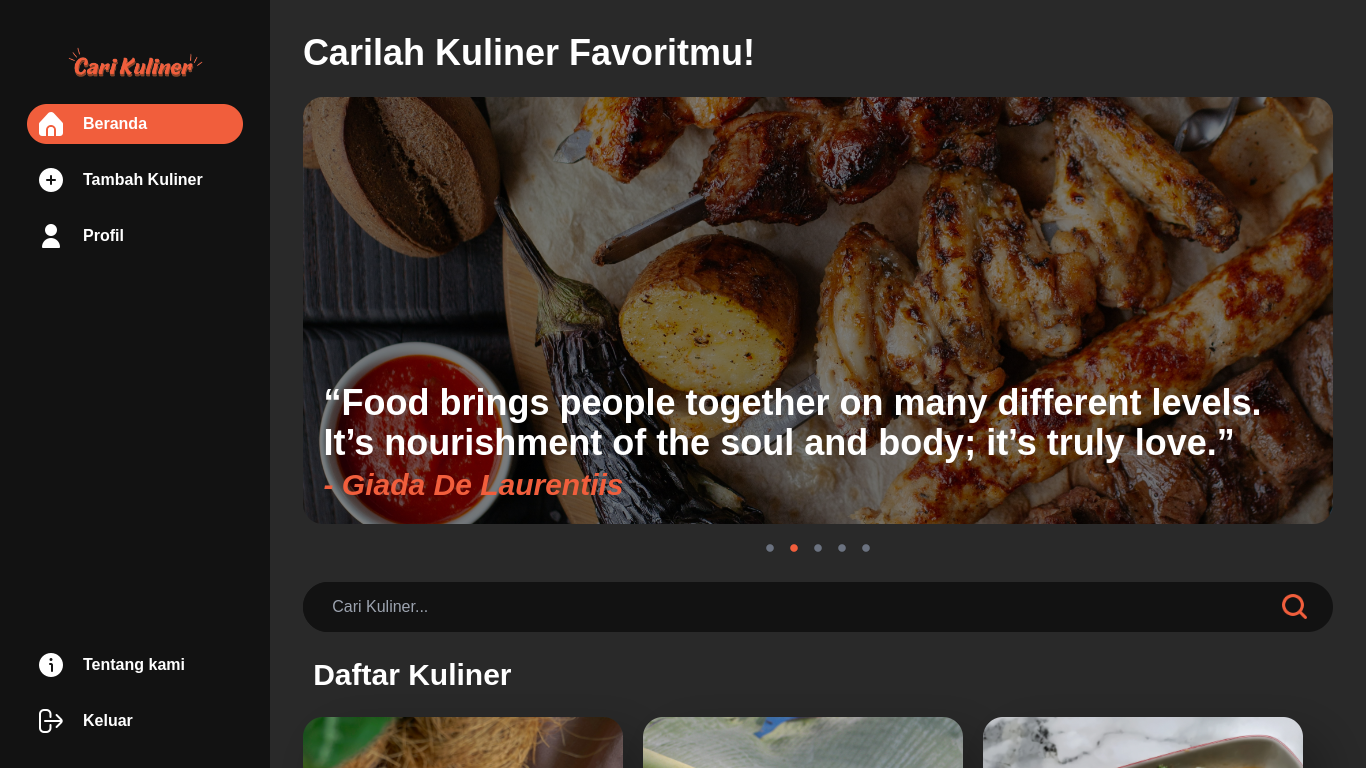 Cari Kuliner
Beranda
Tambah Kuliner
Profil
Tentang kami
Keluar
Carilah Kuliner Favoritmu!
“Food brings people together on many different levels.
It’s nourishment of the soul and body; it’s truly love.”
- Giada De Laurentiis
Cari Kuliner...
Daftar Kuliner